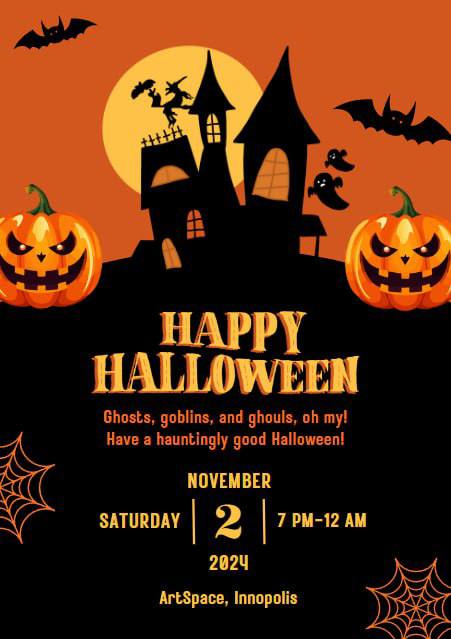 HAPPY
HALLOWEEN
Ghosts, goblins, and ghouls, oh my!
Have a hauntingly good Halloween!
NOVEMBER
SATURDAY 2 7 PM-12 AM
2024
ArtSpace, Innopolis